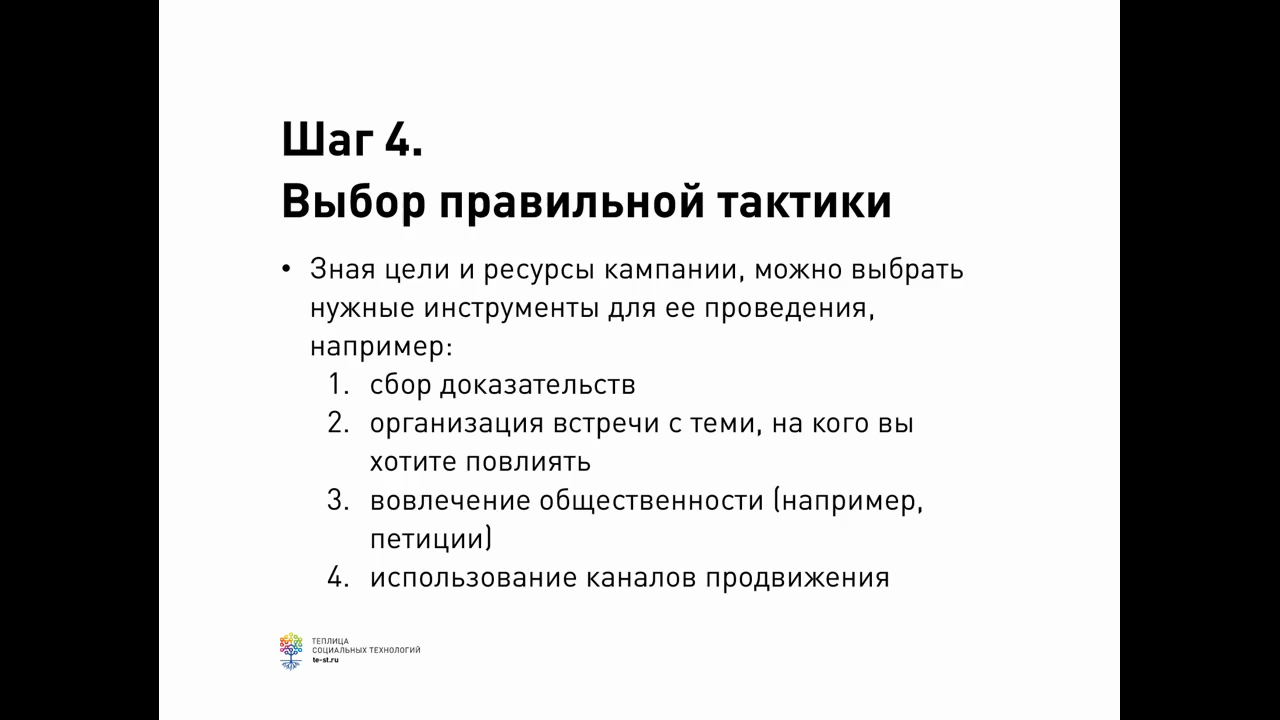 Шаг 4.
Выбор правильной тактики
• Зная цели и ресурсы кампании, можно выбрать
нужные инструменты для ее проведения,
например:
1. сбор доказательств
2. организация встречи с теми, на кого вы
хотите повлиять
3. вовлечение общественности (например,
петиции)
4. использование каналов продвижения
ТЕПЛИЦА
СОЦИАЛЬНЫХ ТЕХНОЛОГИЙ
te-st.ru